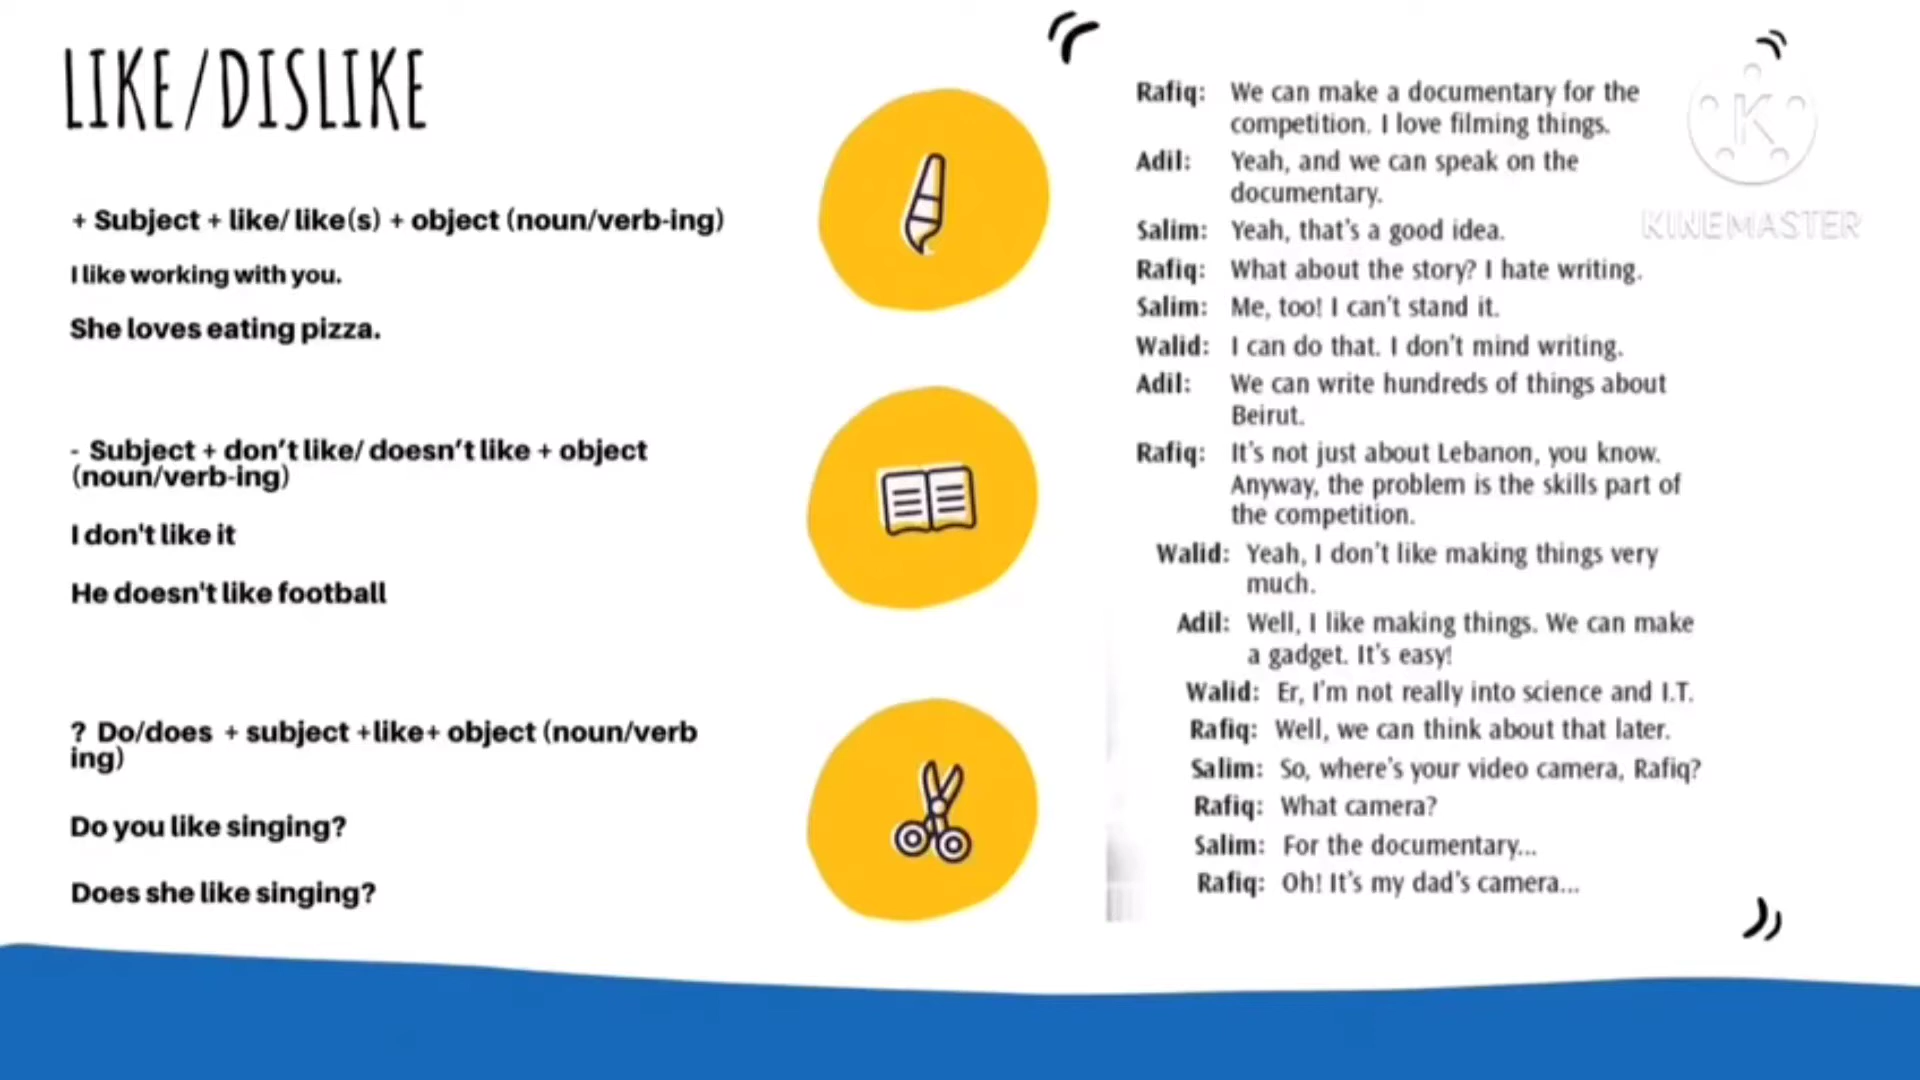 LIKE/DISLIKE
+ Subject + like/ like(s) + object (noun/verb-ing)
I like working with you.
She loves eating pizza.
- Subject + don’t like/ doesn’t like + object
(noun/verb-ing)
I don't like it
He doesn't like football
? Do/does + subject +like+ object (noun/verb
ing)
Do you like singing?
Does she like singing?
Rafiq: We can make a documentary for the
competition. I love filming things.
Adil: Yeah, and we can speak on the
documentary.
Salim: Yeah, that's a good idea.
Rafiq: What about the story? I hate writing.
Salim: Me, too! I can't stand it.
Walid: I can do that. I don't mind writing.
Adil: We can write hundreds of things about
Beirut.
Rafiq: It's not just about Lebanon, you know.
Anyway, the problem is the skills part of
the competition.
Walid: Yeah, I don't like making things very
much.
Adil: Well, I like making things. We can make
a gadget. It's easy!
Walid: Er, I'm not really into science and I.T.
Rafiq: Well, we can think about that later.
Salim: So, where's your video camera, Rafiq?
Rafiq: What camera?
Salim: For the documentary...
Rafiq: Oh! It's my dad's camera...
K
KINEMASTER